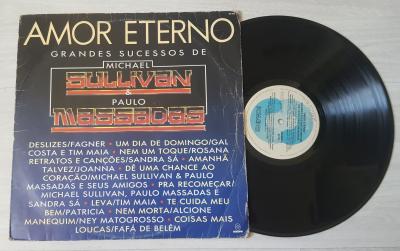 AMOR ETERNO
GRANDES SUCESSOS DE
MICHAEL
SULLIVAN
&
PAULO
MASSADAS
DESLIZES/FAGNER • UM DIA DE DOMINGO/GAL
COSTA E TIM MAIA • NEM UM TOQUE/ROSANA
RETRATOS E CANÇÕES/SANDRA SÁ • AMANHÃ
TALVEZ/JOANNA • DÊ UMA CHANCE AO
CORAÇÃO/MICHAEL SULLIVAN & PAULO
MASSADAS E SEUS AMIGOS • PRA RECOMEÇAR/
MICHAEL SULLIVAN, PAULO MASSADAS E
SANDRA SÁ • LEVA/TIM MAIA • TE CUIDA MEU
BEM/PATRICIA • NEM MORTA/ALCIONE
MANEQUIM/NEY MATOGROSSO • COISAS MAIS
LOUCAS/FAFÁ DE BELÉM